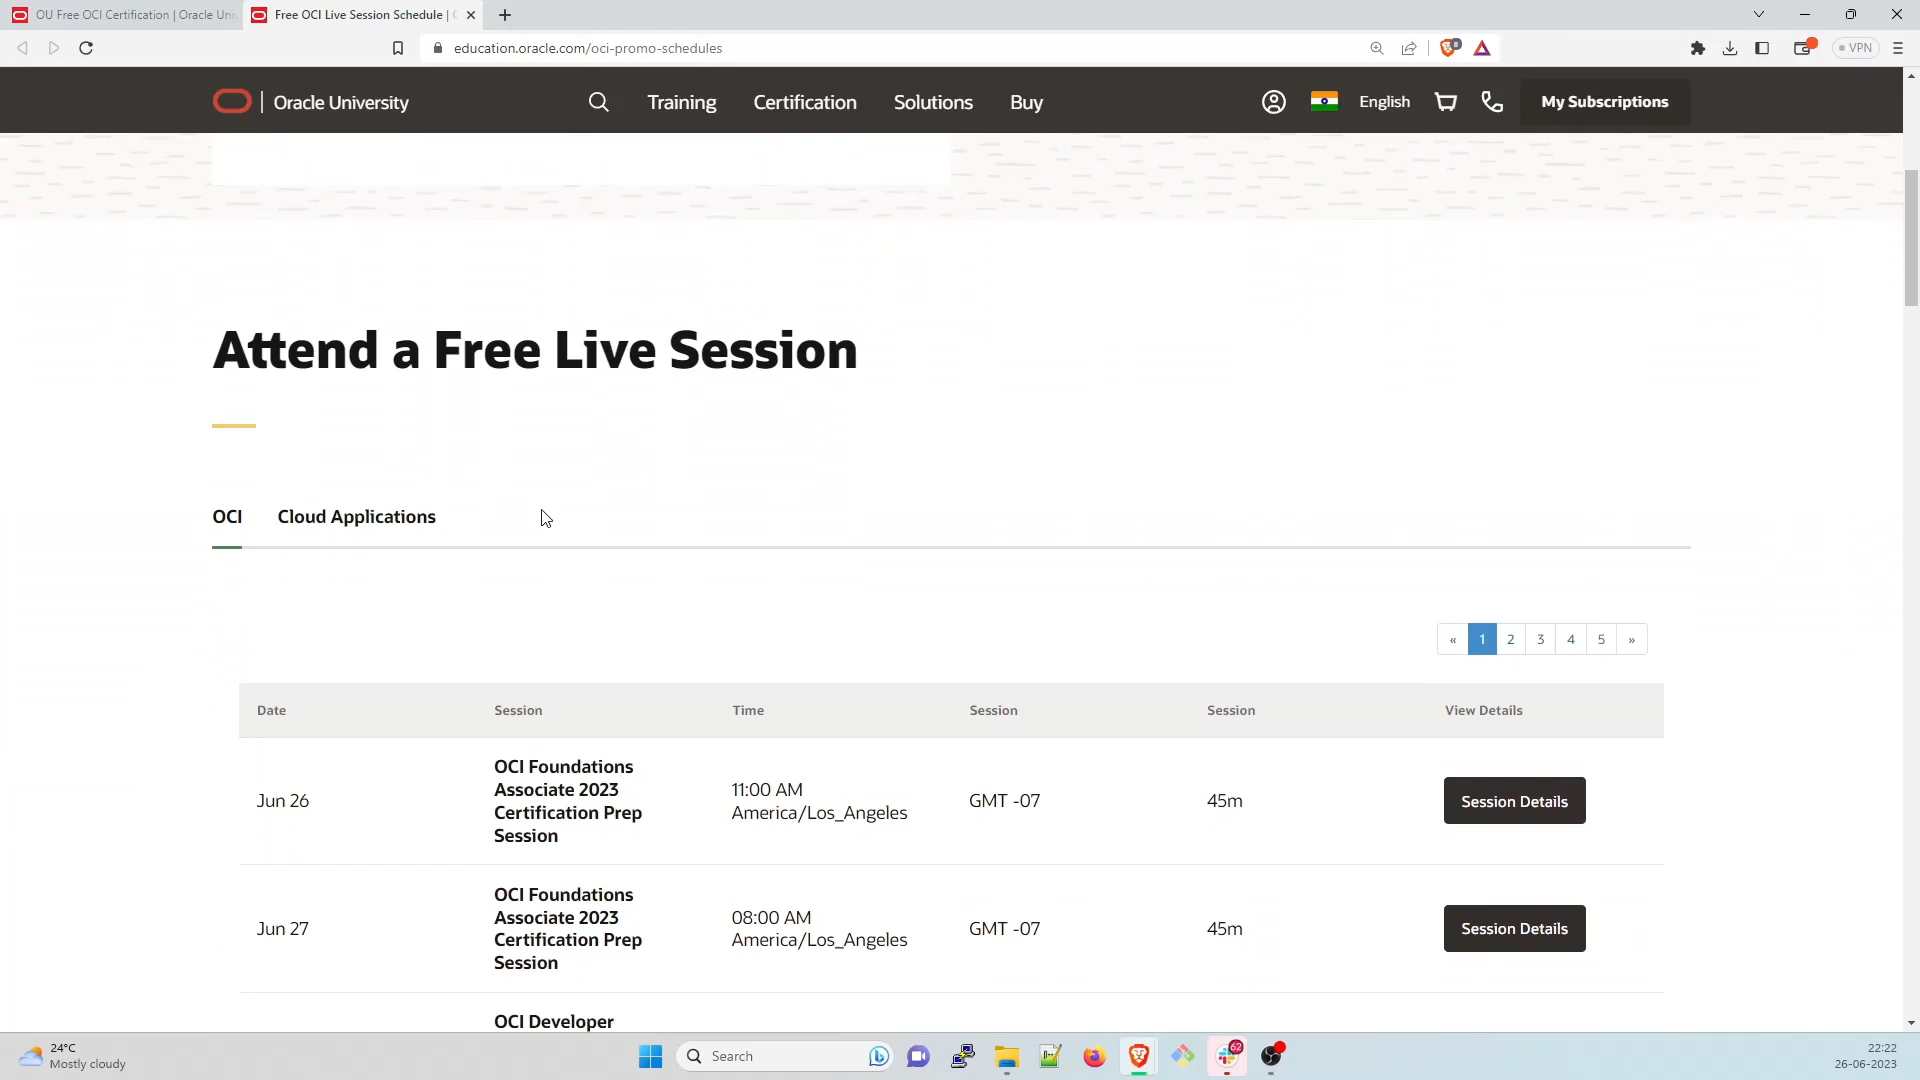 OU Free OCI Certification | Oracle Uni
Free OCI Live Session Schedule |
education.oracle.com/oci-promo-schedules
8
VPN
Oracle University
Training
Certification
Solutions
Buy
English
My Subscriptions
Attend a Free Live Session
OCI
Cloud Applications
« 1 2 3 4 5 »
Date Session Time Session Session View Details
Jun 26
OCI Foundations
Associate 2023
Certification Prep
Session
11:00 AM
America/Los_Angeles
GMT -07
45m
Session Details
Jun 27
OCI Foundations
Associate 2023
Certification Prep
Session
08:00 AM
America/Los_Angeles
GMT -07
45m
Session Details
OCI Developer
24°C
Mostly cloudy
Search
62
22:22
26-06-2023